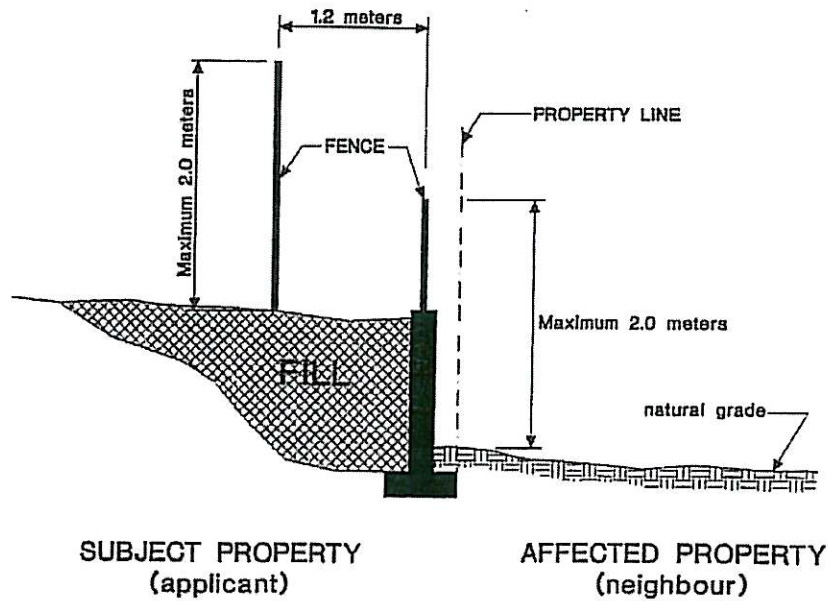 1.2 meters
Maximum 2.0 meters
PROPERTY LINE
FENCE
Maximum 2.0 meters
FILL
natural grade
SUBJECT PROPERTY
(applicant)
AFFECTED PROPERTY
(neighbour)